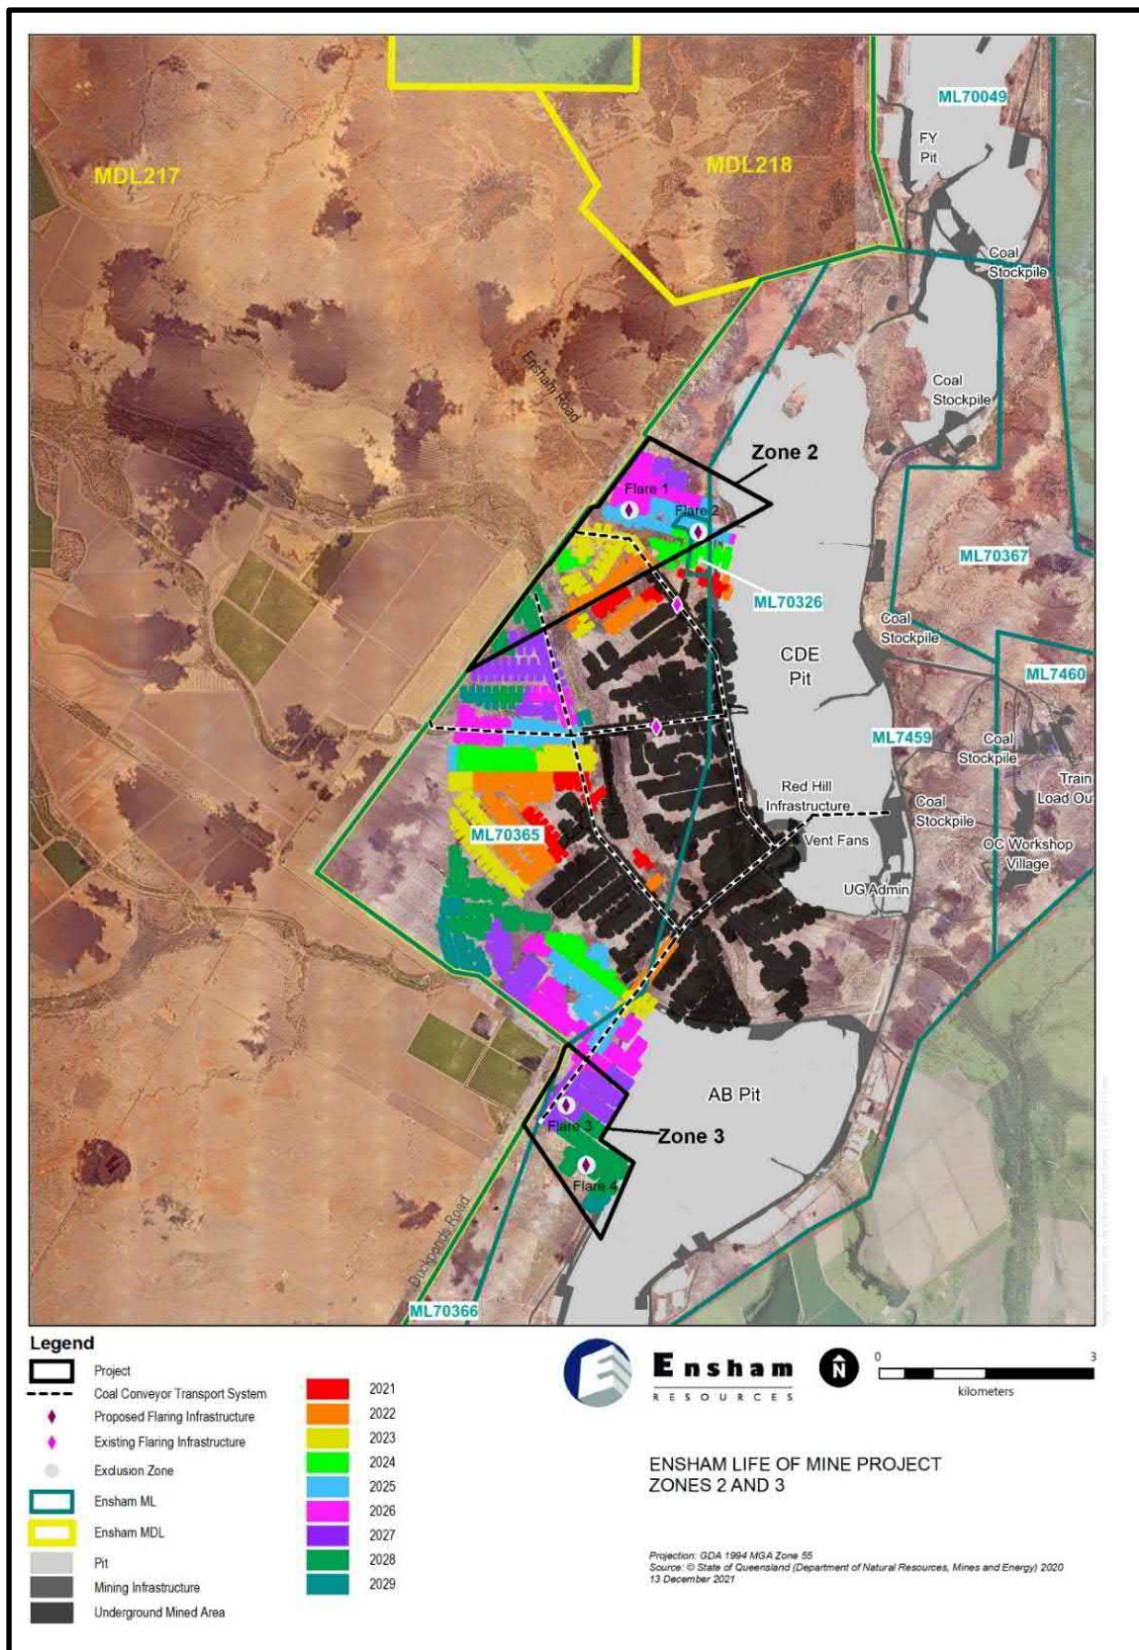 ML70049
FY
Pit
MDL217
MDL218
Coal
Stockpile
Ensham Road
Coal
Stockpile
Zone 2
Flare 1
Flare 2
ML70367
ML70326
Coal
Stockpile
CDE
Pit
ML7460
ML7459
Coal
Stockpile
Train
Load Ou
Red Hill
Infrastructure
Coal
Stockpile
ML70365
Vent Fans
OC Workshop
Village
UG Admin
AB Pit
Flare 3
Zone 3
Flare 4
Duckponds Road
ML70366
Legend
Project
Coal Conveyor Transport System
Proposed Flaring Infrastructure
Existing Flaring Infrastructure
Exclusion Zone
Ensham ML
Ensham MDL
Pit
Mining Infrastructure
Underground Mined Area
2021
2022
2023
2024
2025
2026
2027
2028
2029
Ensham
RESOURCES
N
0 3
kilometers
ENSHAM LIFE OF MINE PROJECT
ZONES 2 AND 3
Projection: GDA 1994 MGA Zone 55
Source: © State of Queensland (Department of Natural Resources, Mines and Energy) 2020
13 December 2021